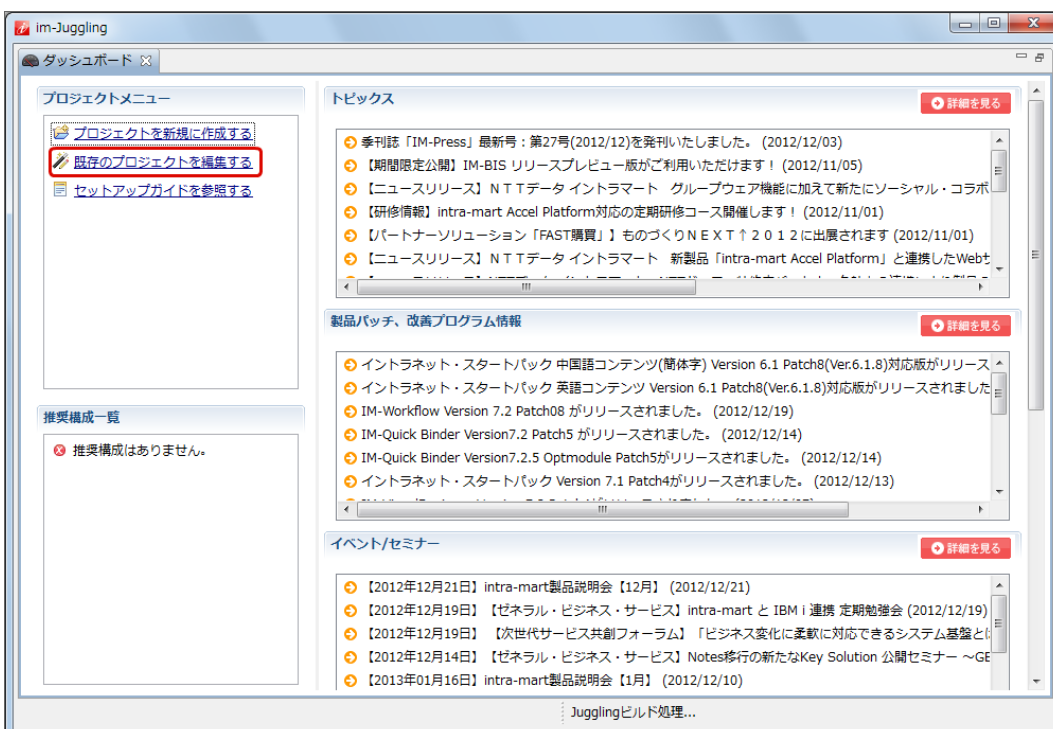 im-Juggling
ダッシュボード
プロジェクトメニュー
プロジェクトを新規に作成する
既存のプロジェクトを編集する
セットアップガイドを参照する
推奨構成一覧
推奨構成はありません。
トピックス
詳細を見る
季刊誌「IM-Press」最新号：第27号(2012/12)を発刊いたしました。 (2012/12/03)
【期間限定公開】IM-BIS リリースプレビュー版がご利用いただけます！ (2012/11/05)
【ニュースリリース】ＮＴＴデータ イントラマート　グループウェア機能に加えて新たにソーシャル・コラボ
【研修情報】intra-mart Accel Platform対応の定期研修コース開催します！ (2012/11/01)
【パートナーソリューション「FAST購買」】ものづくりＮＥＸＴ↑２０１２に出展されます (2012/11/01)
【ニュースリリース】ＮＴＴデータ イントラマート　新製品「intra-mart Accel Platform」と連携したWebサ
製品パッチ、改善プログラム情報
詳細を見る
イントラネット・スタートパック 中国語コンテンツ(簡体字) Version 6.1 Patch8(Ver.6.1.8)対応版がリリース
イントラネット・スタートパック 英語コンテンツ Version 6.1 Patch8(Ver.6.1.8)対応版がリリースされました
IM-Workflow Version 7.2 Patch08 がリリースされました。 (2012/12/19)
IM-Quick Binder Version7.2 Patch5 がリリースされました。 (2012/12/14)
IM-Quick Binder Version7.2.5 Optmodule Patch5がリリースされました。 (2012/12/14)
イントラネット・スタートパック Version 7.1 Patch4がリリースされました。 (2012/12/13)
イベント/セミナー
詳細を見る
【2012年12月21日】intra-mart製品説明会【12月】 (2012/12/21)
【2012年12月19日】【ゼネラル・ビジネス・サービス】intra-mart と IBM i 連携 定期勉強会 (2012/12/19)
【2012年12月19日】 【次世代サービス共創フォーラム】「ビジネス変化に柔軟に対応できるシステム基盤とは
【2012年12月14日】【ゼネラル・ビジネス・サービス】Notes移行の新たなKey Solution 公開セミナー ～GE
【2013年01月16日】intra-mart製品説明会【1月】 (2012/12/10)
Jugglingビルド処理...